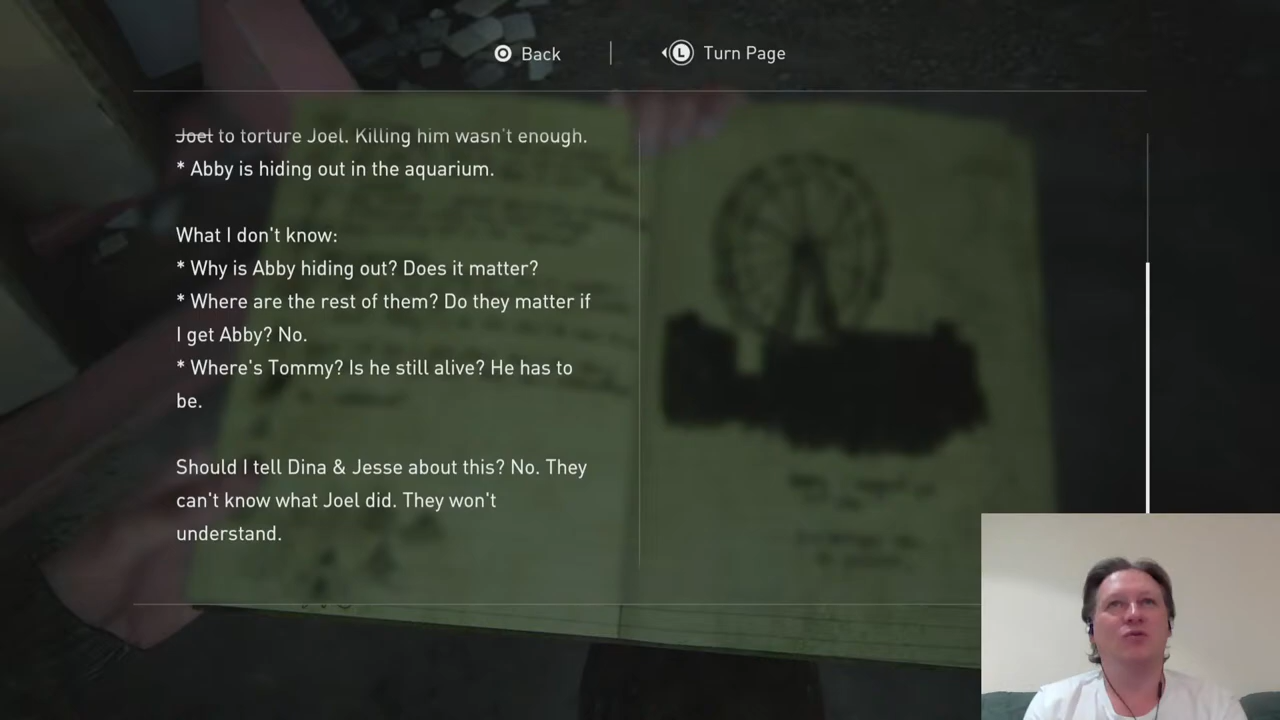 Back
L Turn Page
Joel to torture Joel. Killing him wasn't enough.
* Abby is hiding out in the aquarium.
What I don't know:
* Why is Abby hiding out? Does it matter?
* Where are the rest of them? Do they matter if
I get Abby? No.
* Where's Tommy? Is he still alive? He has to
be.
Should I tell Dina & Jesse about this? No. They
can't know what Joel did. They won't
understand.